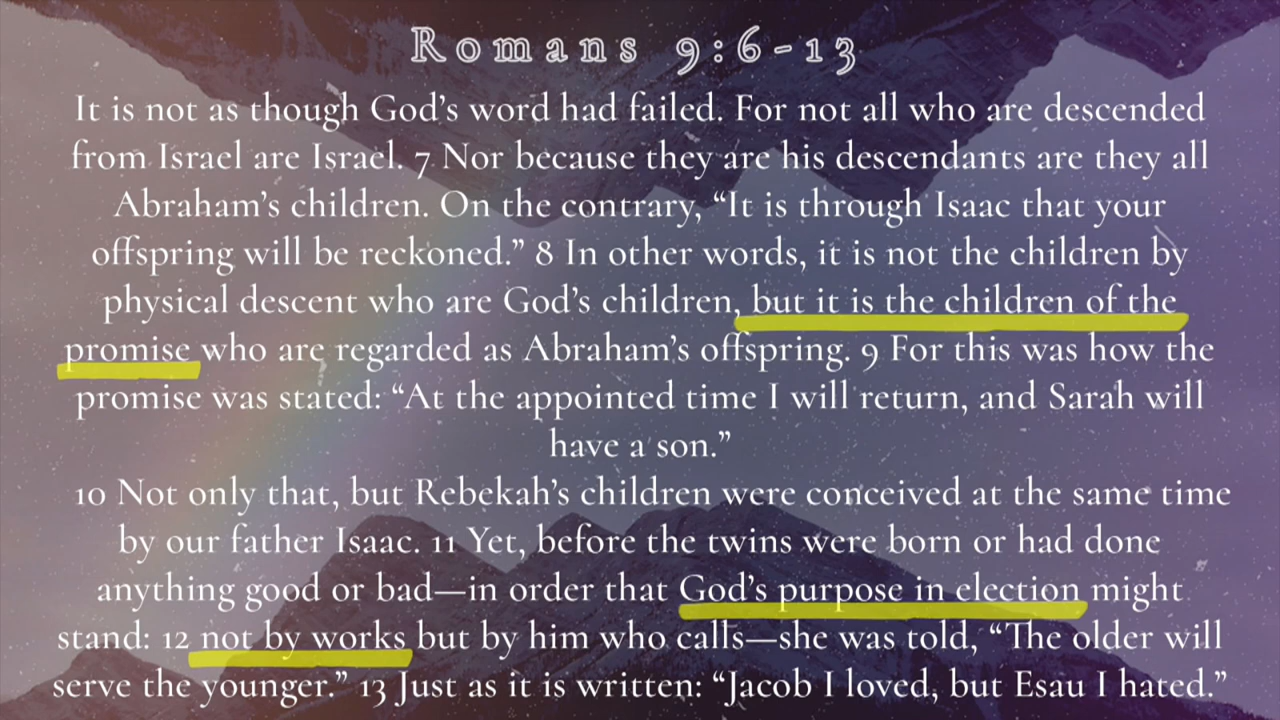 Romans 9:6-13
It is not as though God’s word had failed. For not all who are descended
from Israel are Israel. 7 Nor because they are his descendants are they all
Abraham’s children. On the contrary, “It is through Isaac that your
offspring will be reckoned.” 8 In other words, it is not the children by
physical descent who are God’s children, but it is the children of the
promise who are regarded as Abraham’s offspring. 9 For this was how the
promise was stated: “At the appointed time I will return, and Sarah will
have a son.”
10 Not only that, but Rebekah’s children were conceived at the same time
by our father Isaac. 11 Yet, before the twins were born or had done
anything good or bad—in order that God’s purpose in election might
stand: 12 not by works but by him who calls—she was told, “The older will
serve the younger.” 13 Just as it is written: “Jacob I loved, but Esau I hated.”